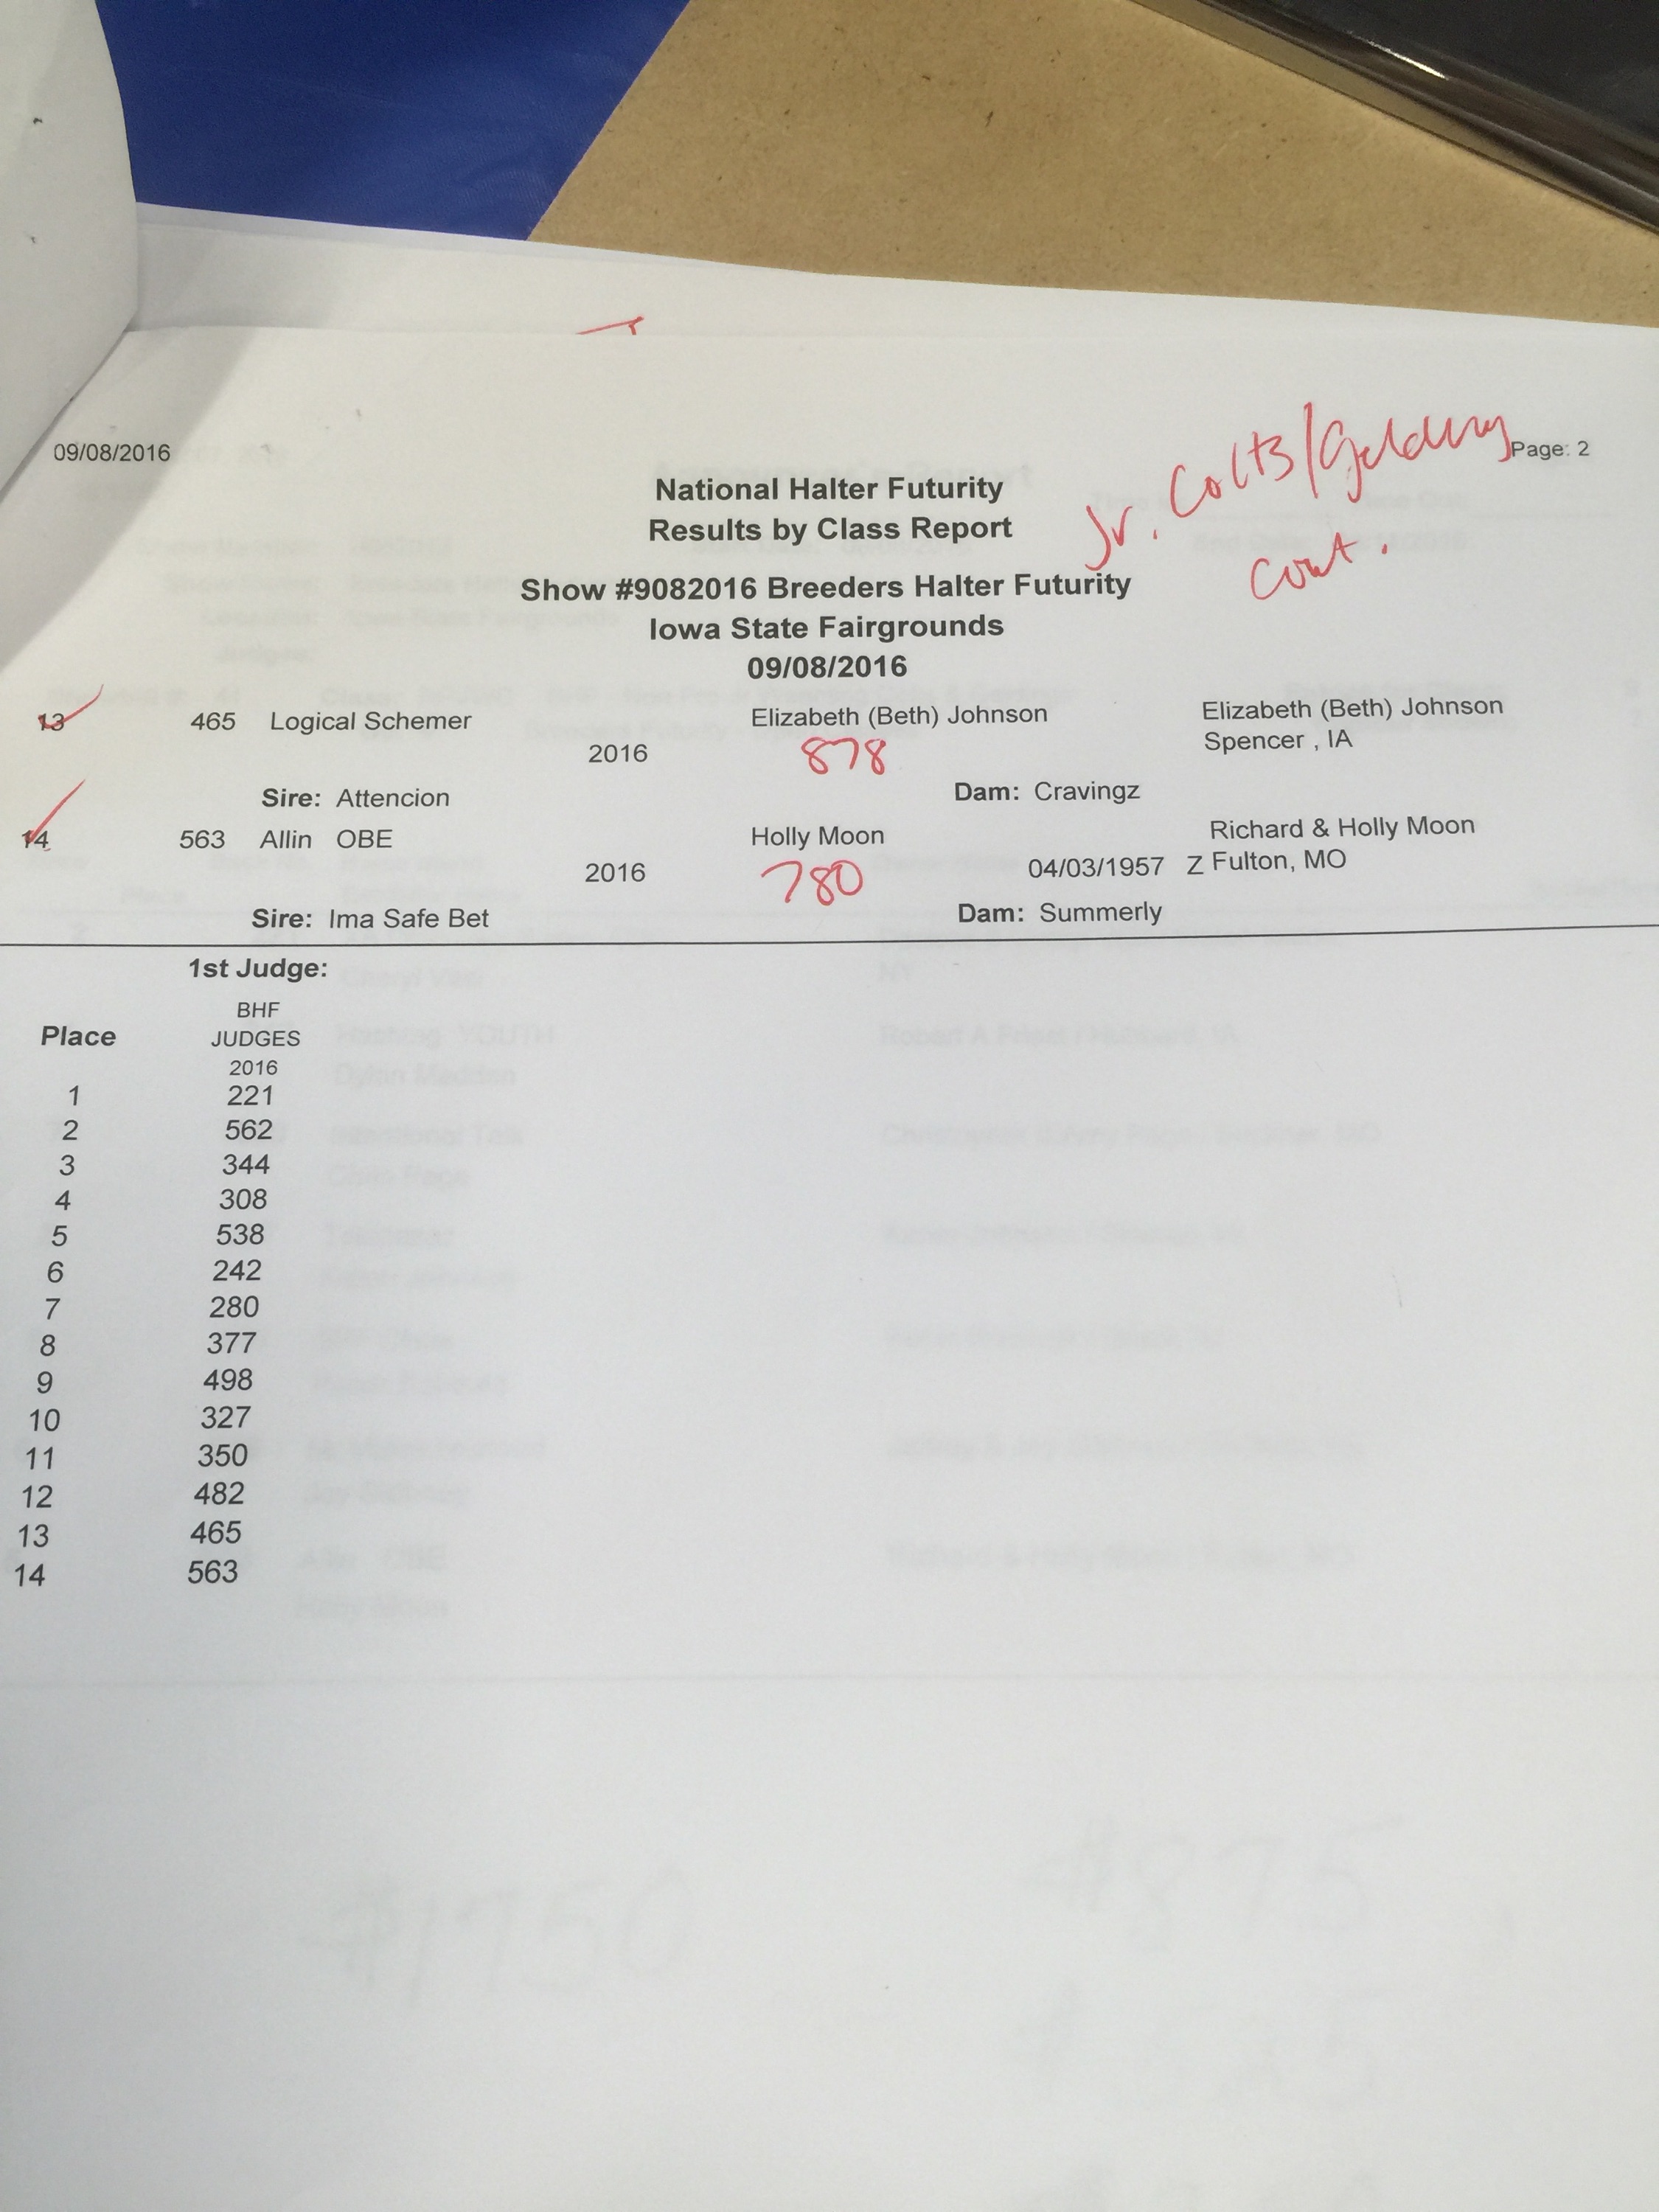 09/08/2016
Jr. Colts/Gelding
Page: 2
cont.
National Halter Futurity
Results by Class Report
Show #9082016 Breeders Halter Futurity
Iowa State Fairgrounds
09/08/2016
13 465 Logical Schemer Elizabeth (Beth) Johnson Elizabeth (Beth) Johnson
2016 878 Spencer , IA
Sire: Attencion Dam: Cravingz
14 563 Allin OBE Holly Moon Richard & Holly Moon
2016 780 04/03/1957 Z Fulton, MO
Sire: Ima Safe Bet Dam: Summerly
1st Judge:
BHF
Place JUDGES
2016
1 221
2 562
3 344
4 308
5 538
6 242
7 280
8 377
9 498
10 327
11 350
12 482
13 465
14 563
#1750 #875